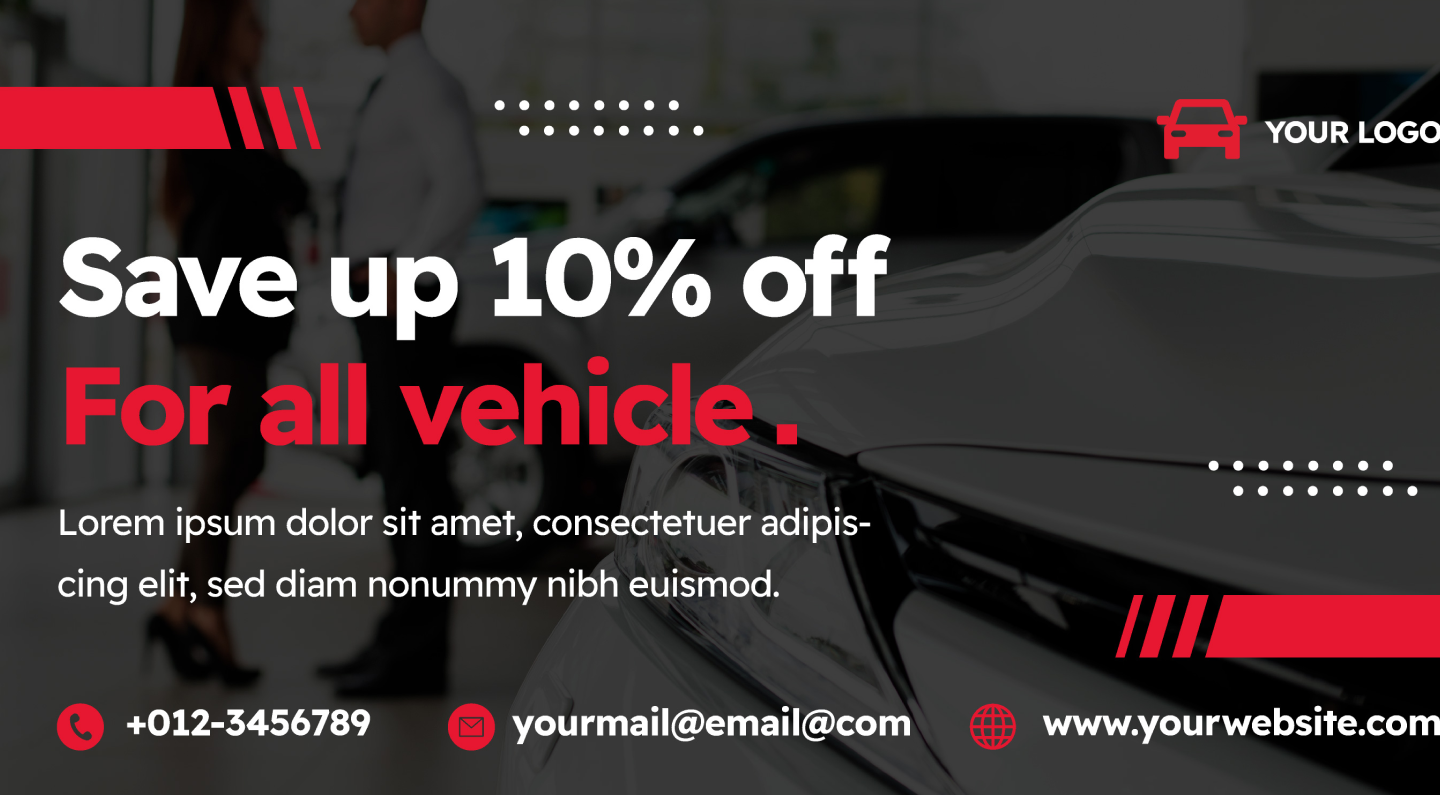 YOUR LOGO
Save up 10% off
For all vehicle.
Lorem ipsum dolor sit amet, consectetuer adipis-
cing elit, sed diam nonummy nibh euismod.
+012-3456789
yourmail@email@com
www.yourwebsite.com